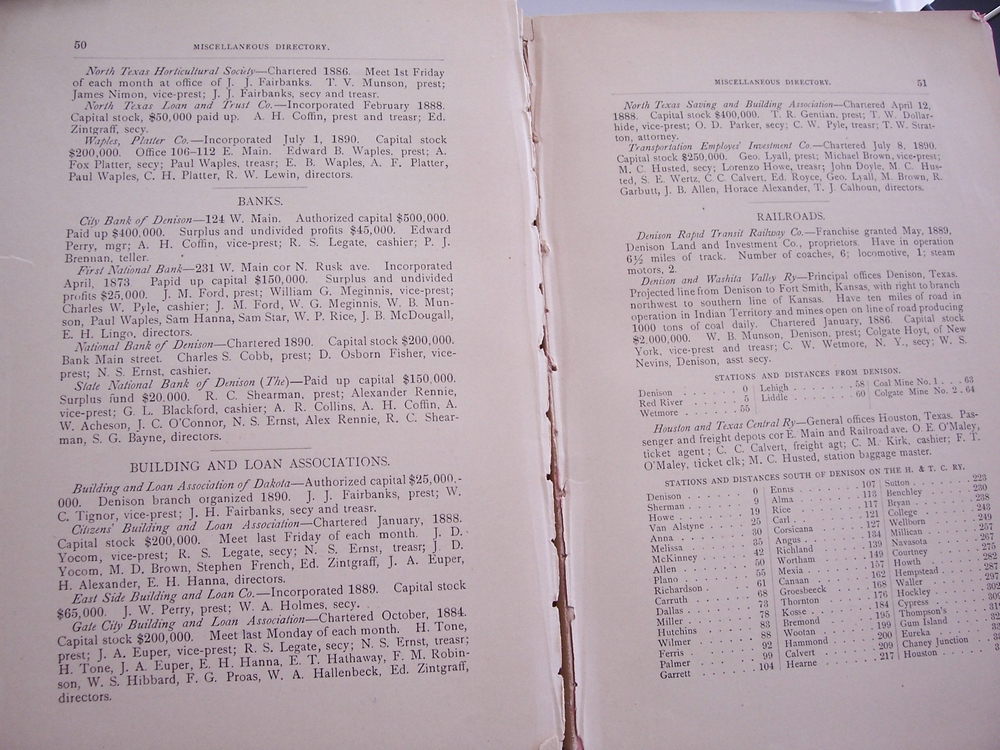 50
MISCELLANEOUS DIRECTORY.
North Texas Horticultural Society—Chartered 1886. Meet 1st Friday
of each month at office of J. J. Fairbanks. T. V. Munson, prest;
James Nimon, vice-prest; J. J. Fairbanks, secy and treasr.
North Texas Loan and Trust Co.—Incorporated February 1888.
Capital stock, $50,000 paid up. A. H. Coffin, prest and treasr; Ed.
Zintgraff, secy.
Waples, Platter Co.—Incorporated July 1, 1890. Capital stock
$200,000. Office 106-112 E. Main. Edward B. Waples, prest; A.
Fox Platter, secy; Paul Waples, treasr; E. B. Waples, A. F. Platter,
Paul Waples, C. H. Platter, R. W. Lewin, directors.
BANKS.
City Bank of Denison—124 W. Main. Authorized capital $500,000.
Paid up $400,000. Surplus and undivided profits $45,000. Edward
Perry, mgr; A. H. Coffin, vice-prest; R. S. Legate, cashier; P. J.
Brennan, teller.
First National Bank—231 W. Main cor N. Rusk ave. Incorporated
April, 1873 Papid up capital $150,000. Surplus and undivided
profits $25,000. J. M. Ford, prest; William G. Meginnis, vice-prest;
Charles W. Pyle, cashier; J. M. Ford, W. G. Meginnis, W. B. Mun-
son, Paul Waples, Sam Hanna, Sam Star, W. P. Rice, J. B. McDougall,
E. H. Lingo, directors.
National Bank of Denison—Chartered 1890. Capital stock $200,000.
Bank Main street. Charles S. Cobb, prest; D. Osborn Fisher, vice-
prest; N. S. Ernst, cashier.
State National Bank of Denison (The)—Paid up capital $150,000.
Surplus fund $20.000. R. C. Shearman, prest; Alexander Rennie,
vice-prest; G. L. Blackford, cashier; A. R. Collins, A. H. Coffin, A.
W. Acheson, J. C. O'Connor, N. S. Ernst, Alex Rennie, R. C. Shear-
man, S. G. Bayne, directors.
BUILDING AND LOAN ASSOCIATIONS.
Building and Loan Association of Dakota—Authorized capital $25,000,-
000. Denison branch organized 1890. J. J. Fairbanks, prest; W.
C. Tignor, vice-prest; J. H. Fairbanks, secy and treasr.
Citizens' Building and Loan Association—Chartered January, 1888.
Capital stock $200,000. Meet last Friday of each month. J. D.
Yocom, vice-prest; R. S. Legate, secy; N. S. Ernst, treasr; J. D.
Yocom, M. D. Brown, Stephen French, Ed. Zintgraff, J. A. Euper,
H. Alexander, E. H. Hanna, directors.
East Side Building and Loan Co.—Incorporated 1889. Capital stock
$65,000. J. W. Perry, prest; W. A. Holmes, secy.
Gate City Building and Loan Association—Chartered October, 1884.
Capital stock $200,000. Meet last Monday of each month. H. Tone,
prest; J. A. Euper, vice-prest; R. S. Legate, secy; N. S. Ernst, treasr;
H. Tone, J. A. Euper, E. H. Hanna, E. T. Hathaway, F. M. Robin-
son, W. S. Hibbard, F. G. Proas, W. A. Hallenbeck, Ed. Zintgraff,
directors.
MISCELLANEOUS DIRECTORY.
51
North Texas Saving and Building Association—Chartered April 12,
1888. Capital stock $400,000. T. R. Gentian, prest; T. W. Dollar-
hide, vice-prest; O. D. Parker, secy; C. W. Pyle, treasr; T. W. Strat-
ton, attorney.
Transportation Employes' Investment Co.—Chartered July 8, 1890.
Capital stock $250,000. Geo. Lyall, prest; Michael Brown, vice-prest;
M. C. Husted, secy; Lorenzo Howe, treasr; John Doyle, M. C. Hus-
ted, S. E. Wertz, C C. Calvert, Ed. Royce, Geo. Lyall, M. Brown, R.
Garbutt, J. B. Allen, Horace Alexander, T. J. Calhoun, directors.
RAILROADS.
Denison Rapid Transit Railway Co.—Franchise granted May, 1889,
Denison Land and Investment Co., proprietors. Have in operation
6½ miles of track. Number of coaches, 6; locomotive, 1; steam
motors, 2.
Denison and Washita Valley Ry—Principal offices Denison, Texas.
Projected line from Denison to Fort Smith, Kansas, with right to branch
northwest to southern line of Kansas. Have ten miles of road in
operation in Indian Territory and mines open on line of road producing
1000 tons of coal daily. Chartered January, 1886. Capital stock
$2,000,000. W. B. Munson, Denison, prest; Colgate Hoyt, of New
York, vice-prest and treasr; C. W. Wetmore, N. Y., secy; W. S.
Nevins, Denison, asst secy.
STATIONS AND DISTANCES FROM DENISON.
Denison 0 Lehigh 58 Coal Mine No. 1 63
Red River 5 Liddle 60 Colgate Mine No. 2 64
Wetmore 55
Houston and Texas Central Ry—General offices Houston, Texas. Pas-
senger and freight depots cor E. Main and Railroad ave. O. E O'Maley,
ticket agent; C. C. Calvert, freight agt; C. M. Kirk, cashier; F. T.
O'Maley, ticket clk; M. C. Husted, station baggage master.
STATIONS AND DISTANCES SOUTH OF DENISON ON THE H. & T. C. RY.
Denison 0 Ennis 107 Sutton 223
Sherman 9 Alma 113 Benchley 230
Howe 19 Rice 117 Bryan 238
Van Alstyne 25 Carl 121 College 243
Anna 30 Corsicana 127 Wellborn 249
Melissa 35 Angus 134 Millican 257
McKinney 42 Richland 139 Navasota 267
Allen 50 Wortham 149 Courtney 275
Plano 55 Mexia 157 Howth 282
Richardson 61 Canaan 162 Hempstead 287
Carruth 68 Groesbeeck 168 Waller 297
Dallas 73 Thornton 176 Hockley
Miller 78 Kosse 184 Cypress
Hutchins 83 Bremond 195 Thompson's
Wilmer 88 Wootan 199 Gum Island
Ferris 92 Hammond 200 Eureka
Palmer 99 Calvert 209 Chaney Junction
Garrett 104 Hearne 217 Houston